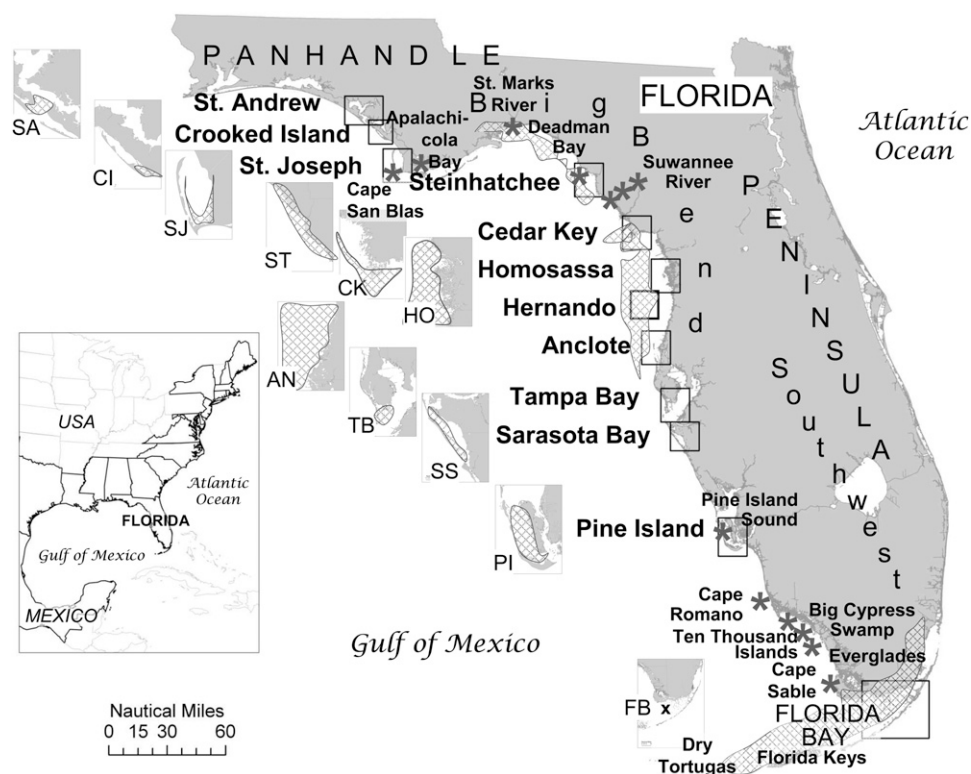 PANHANDLE
St. Marks
River
Big Bend
FLORIDA
Atlantic
Ocean
SA
St. Andrew
Crooked Island
St. Joseph
Apalachi-
cola
Bay
Deadman
Bay
Steinhatchee
Suwannee
River
PENINSULA
CI
SJ
Cape
San Blas
ST
CK
HO
Cedar Key
Homosassa
Hernando
Anclote
Tampa Bay
Sarasota Bay
Southwest
AN
TB
SS
PI
Pine Island
Pine Island
Sound
USA
Atlantic
Ocean
FLORIDA
Gulf of Mexico
MEXICO
Gulf of Mexico
Cape
Romano
Ten Thousand
Islands
Big Cypress
Swamp
Everglades
Cape
Sable
FB x
FLORIDA
BAY
Dry
Tortugas
Florida Keys
Nautical Miles
0 15 30 60